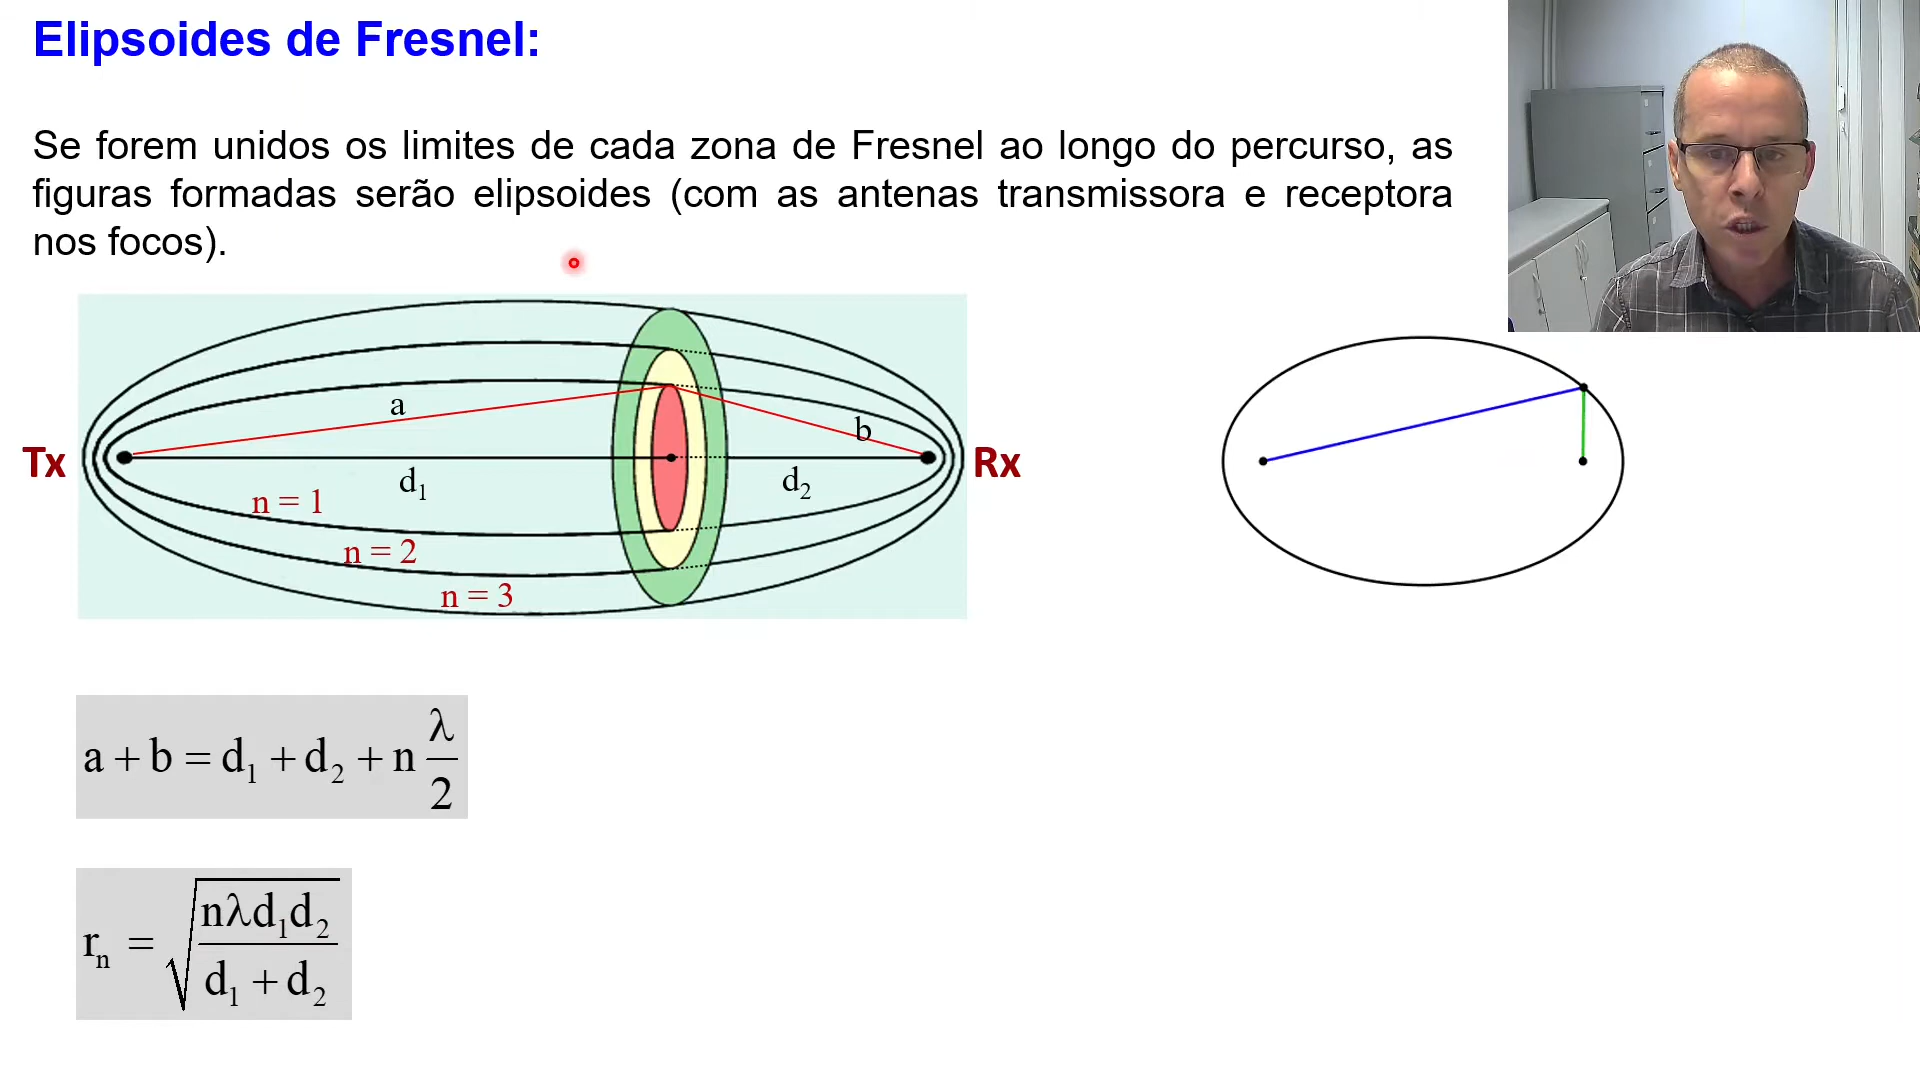 Elipsoides de Fresnel:
Se forem unidos os limites de cada zona de Fresnel ao longo do percurso, as
figuras formadas serão elipsoides (com as antenas transmissora e receptora
nos focos).
a
b
Tx
Rx
d₁
d₂
n = 1
n = 2
n = 3
a + b = d₁ + d₂ + n λ/2
rₙ = √(nλd₁d₂/(d₁ + d₂))